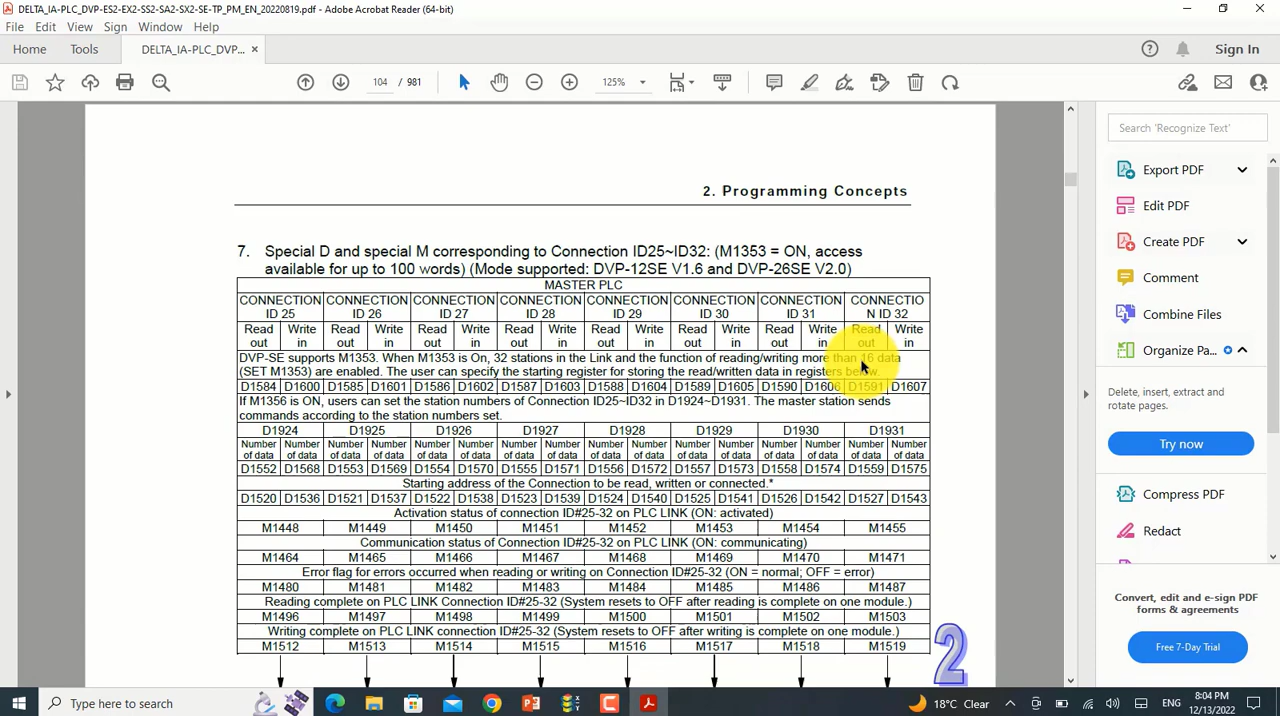 DELTA_IA-PLC_DVP-ES2-EX2-SS2-SA2-SX2-SE-TP_PM_EN_20220819.pdf - Adobe Acrobat Reader (64-bit)
File Edit View Sign Window Help
Home Tools DELTA_IA-PLC_DVP... × Sign In
104 / 981 125%
2. Programming Concepts
7. Special D and special M corresponding to Connection ID25~ID32: (M1353 = ON, access
available for up to 100 words) (Mode supported: DVP-12SE V1.6 and DVP-26SE V2.0)
MASTER PLC
CONNECTION CONNECTION CONNECTION CONNECTION CONNECTION CONNECTION CONNECTION CONNECTIO
ID 25 ID 26 ID 27 ID 28 ID 29 ID 30 ID 31 N ID 32
Read Write Read Write Read Write Read Write Read Write Read Write Read Write Read Write
out in out in out in out in out in out in out in out in
DVP-SE supports M1353. When M1353 is On, 32 stations in the Link and the function of reading/writing more than 16 data
(SET M1353) are enabled. The user can specify the starting register for storing the read/written data in registers below.
D1584 D1600 D1585 D1601 D1586 D1602 D1587 D1603 D1588 D1604 D1589 D1605 D1590 D1606 D1591 D1607
If M1356 is ON, users can set the station numbers of Connection ID25~ID32 in D1924~D1931. The master station sends
commands according to the station numbers set.
D1924 D1925 D1926 D1927 D1928 D1929 D1930 D1931
Number Number Number Number Number Number Number Number Number Number Number Number Number Number Number Number
of data of data of data of data of data of data of data of data of data of data of data of data of data of data of data of data
D1552 D1568 D1553 D1569 D1554 D1570 D1555 D1571 D1556 D1572 D1557 D1573 D1558 D1574 D1559 D1575
Starting address of the Connection to be read, written or connected.*
D1520 D1536 D1521 D1537 D1522 D1538 D1523 D1539 D1524 D1540 D1525 D1541 D1526 D1542 D1527 D1543
Activation status of connection ID#25-32 on PLC LINK (ON: activated)
M1448 M1449 M1450 M1451 M1452 M1453 M1454 M1455
Communication status of Connection ID#25-32 on PLC LINK (ON: communicating)
M1464 M1465 M1466 M1467 M1468 M1469 M1470 M1471
Error flag for errors occurred when reading or writing on Connection ID#25-32 (ON = normal; OFF = error)
M1480 M1481 M1482 M1483 M1484 M1485 M1486 M1487
Reading complete on PLC LINK Connection ID#25-32 (System resets to OFF after reading is complete on one module.)
M1496 M1497 M1498 M1499 M1500 M1501 M1502 M1503
Writing complete on PLC LINK connection ID#25-32 (System resets to OFF after writing is complete on one module.)
M1512 M1513 M1514 M1515 M1516 M1517 M1518 M1519
2
Search 'Recognize Text'
Export PDF
Edit PDF
Create PDF
Comment
Combine Files
Organize Pa...
Delete, insert, extract and
rotate pages.
Try now
Compress PDF
Redact
Convert, edit and e-sign PDF
forms & agreements
Free 7-Day Trial
Type here to search
18°C Clear
ENG
8:04 PM
12/13/2022